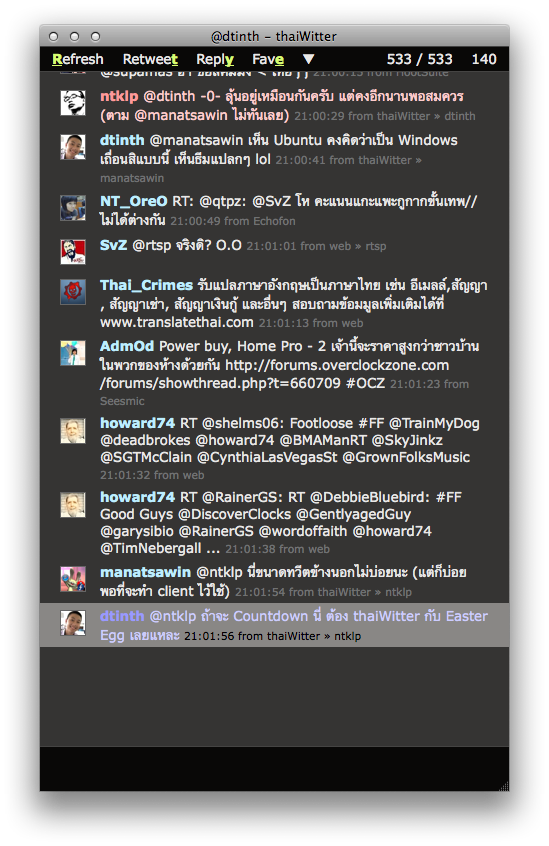 @dtinth – thaiWitter
Refresh Retweet Reply Fave ▼ 533 / 533 140
21:00:13 from HootSuite
ntklp @dtinth -0- ลุ้นอยู่เหมือนกันครับ แต่คงอีกนานพอสมควร
(ตาม @manatsawin ไม่ทันเลย) 21:00:29 from thaiWitter » dtinth
dtinth @manatsawin เห็น Ubuntu คงคิดว่าเป็น Windows
เถื่อนสิแบบนี้ เห็นธีมแปลกๆ lol 21:00:41 from thaiWitter »
manatsawin
NT_OreO RT: @qtpz: @SvZ โห คะแนนแกะแพะกูกากขั้นเทพ//
ไม่ได้ต่างกัน 21:00:49 from Echofon
SvZ @rtsp จริงดิ? O.O 21:01:01 from web » rtsp
Thai_Crimes รับแปลภาษาอังกฤษเป็นภาษาไทย เช่น อีเมลล์,สัญญา
, สัญญาเช่า, สัญญาเงินกู้ และอื่นๆ สอบถามข้อมมูลเพิ่มเติมได้ที่
www.translatethai.com 21:01:13 from web
AdmOd Power buy, Home Pro - 2 เจ้านี้จะราคาสูงกว่าชาวบ้าน
ในพวกของห้างด้วยกัน http://forums.overclockzone.com
/forums/showthread.php?t=660709 #OCZ 21:01:23 from
Seesmic
howard74 RT @shelms06: Footloose #FF @TrainMyDog
@deadbrokes @howard74 @BMAManRT @SkyJinkz
@SGTMcClain @CynthiaLasVegasSt @GrownFolksMusic
21:01:32 from web
howard74 RT @RainerGS: RT @DebbieBluebird: #FF
Good Guys @DiscoverClocks @GentlyagedGuy
@garysibio @RainerGS @wordoffaith @howard74
@TimNebergall ... 21:01:38 from web
manatsawin @ntklp นี่ขนาดทวีตข้างนอกไม่บ่อยนะ (แต่ก็บ่อย
พอที่จะทำ client ไว้ใช้) 21:01:54 from thaiWitter » ntklp
dtinth @ntklp ถ้าจะ Countdown นี่ ต้อง thaiWitter กับ Easter
Egg เลยแหละ 21:01:56 from thaiWitter » ntklp